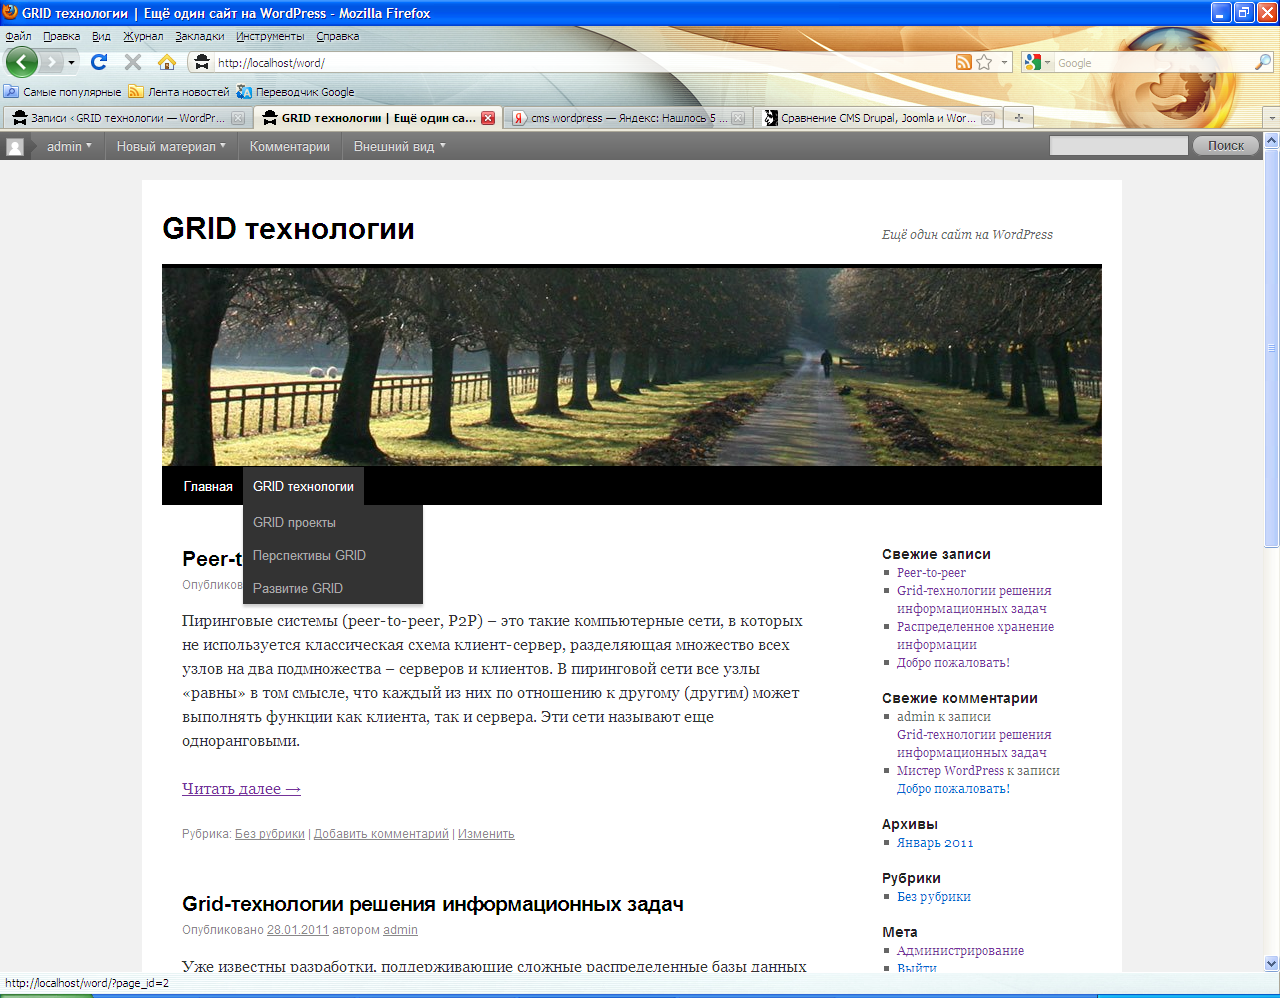 GRID технологии | Ещё один сайт на WordPress - Mozilla Firefox
Файл Правка Вид Журнал Закладки Инструменты Справка
http://localhost/word/
Google
Самые популярные Лента новостей Переводчик Google
Записи ‹ GRID технологии — WordPr...
GRID технологии | Ещё один са...
cms wordpress — Яндекс: Нашлось 5 ...
Сравнение CMS Drupal, Joomla и Wor...
admin Новый материал Комментарии Внешний вид Поиск
GRID технологии
Ещё один сайт на WordPress
Главная GRID технологии
GRID проекты
Перспективы GRID
Развитие GRID
Peer-t
Опубликов
Пиринговые системы (peer-to-peer, P2P) – это такие компьютерные сети, в которых
не используется классическая схема клиент-сервер, разделяющая множество всех
узлов на два подмножества – серверов и клиентов. В пиринговой сети все узлы
«равны» в том смысле, что каждый из них по отношению к другому (другим) может
выполнять функции как клиента, так и сервера. Эти сети называют еще
одноранговыми.
Читать далее →
Рубрика: Без рубрики | Добавить комментарий | Изменить
Grid-технологии решения информационных задач
Опубликовано 28.01.2011 автором admin
Уже известны разработки, поддерживающие сложные распределенные базы данных
Свежие записи
Peer-to-peer
Grid-технологии решения
информационных задач
Распределенное хранение
информации
Добро пожаловать!
Свежие комментарии
admin к записи
Grid-технологии решения
информационных задач
Мистер WordPress к записи
Добро пожаловать!
Архивы
Январь 2011
Рубрики
Без рубрики
Мета
Администрирование
Выйти
http://localhost/word/?page_id=2